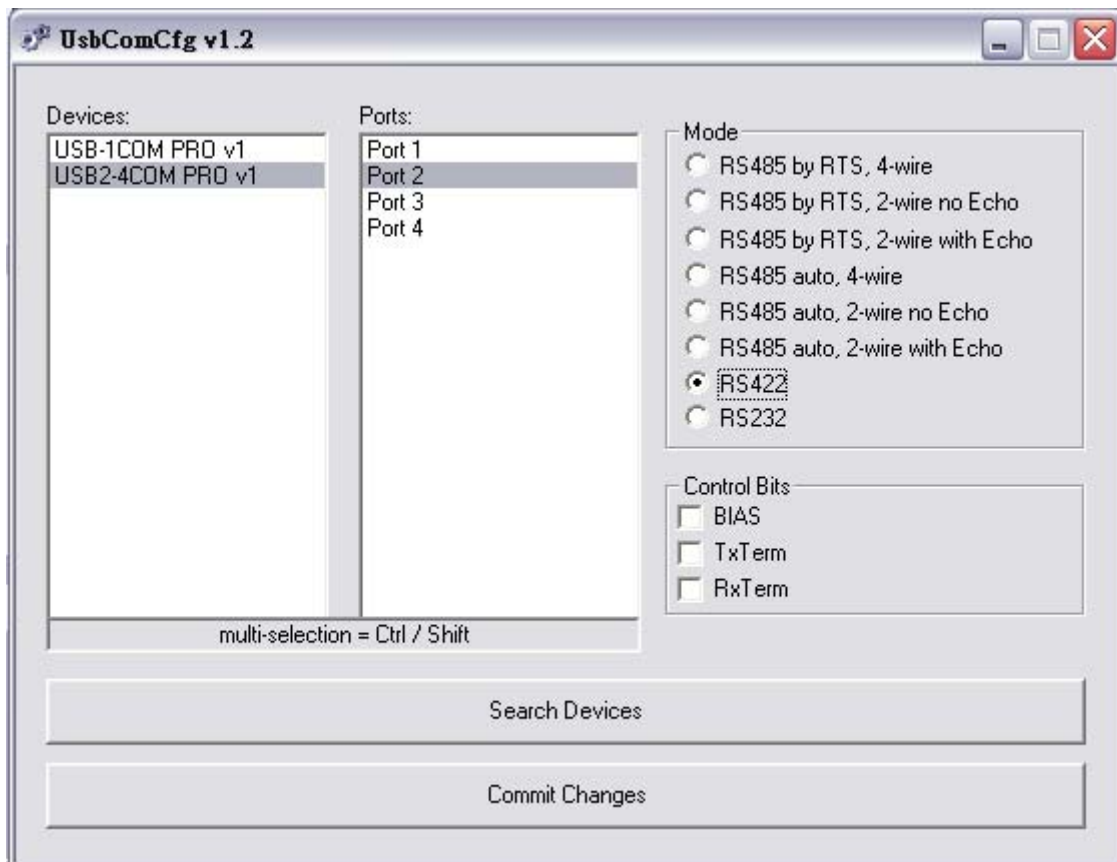 UsbComCfg v1.2
Devices:
USB-1COM PRO v1
USB2-4COM PRO v1
Ports:
Port 1
Port 2
Port 3
Port 4
multi-selection = Ctrl / Shift
Mode
RS485 by RTS, 4-wire
RS485 by RTS, 2-wire no Echo
RS485 by RTS, 2-wire with Echo
RS485 auto, 4-wire
RS485 auto, 2-wire no Echo
RS485 auto, 2-wire with Echo
RS422
RS232
Control Bits
BIAS
TxTerm
RxTerm
Search Devices
Commit Changes